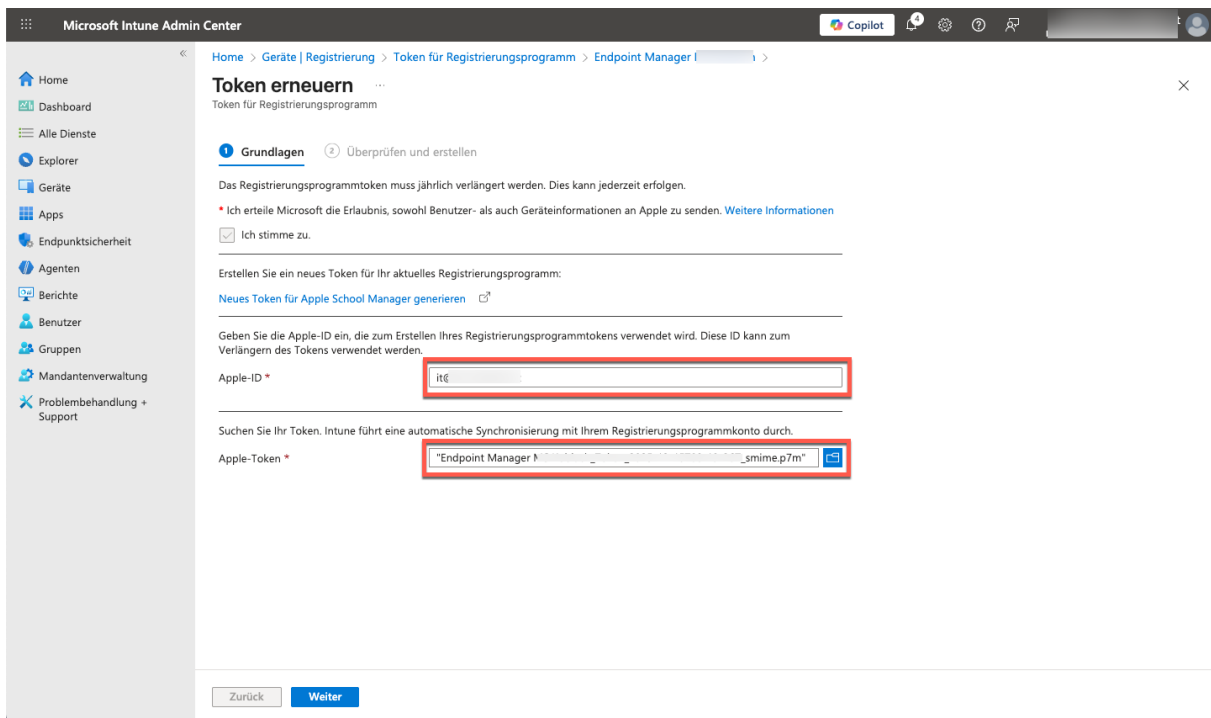 Microsoft Intune Admin Center
Copilot
4
Home > Geräte | Registrierung > Token für Registrierungsprogramm > Endpoint Manager
Token erneuern
Token für Registrierungsprogramm
Home
Dashboard
Alle Dienste
Explorer
Geräte
Apps
Endpunktsicherheit
Agenten
Berichte
Benutzer
Gruppen
Mandantenverwaltung
Problembehandlung +
Support
1 Grundlagen
2 Überprüfen und erstellen
Das Registrierungsprogrammtoken muss jährlich verlängert werden. Dies kann jederzeit erfolgen.
* Ich erteile Microsoft die Erlaubnis, sowohl Benutzer- als auch Geräteinformationen an Apple zu senden. Weitere Informationen
Ich stimme zu.
Erstellen Sie ein neues Token für Ihr aktuelles Registrierungsprogramm:
Neues Token für Apple School Manager generieren
Geben Sie die Apple-ID ein, die zum Erstellen Ihres Registrierungsprogrammtokens verwendet wird. Diese ID kann zum
Verlängern des Tokens verwendet werden.
Apple-ID *
it@
Suchen Sie Ihr Token. Intune führt eine automatische Synchronisierung mit Ihrem Registrierungsprogrammkonto durch.
Apple-Token *
"Endpoint Manager _smime.p7m"
Zurück
Weiter